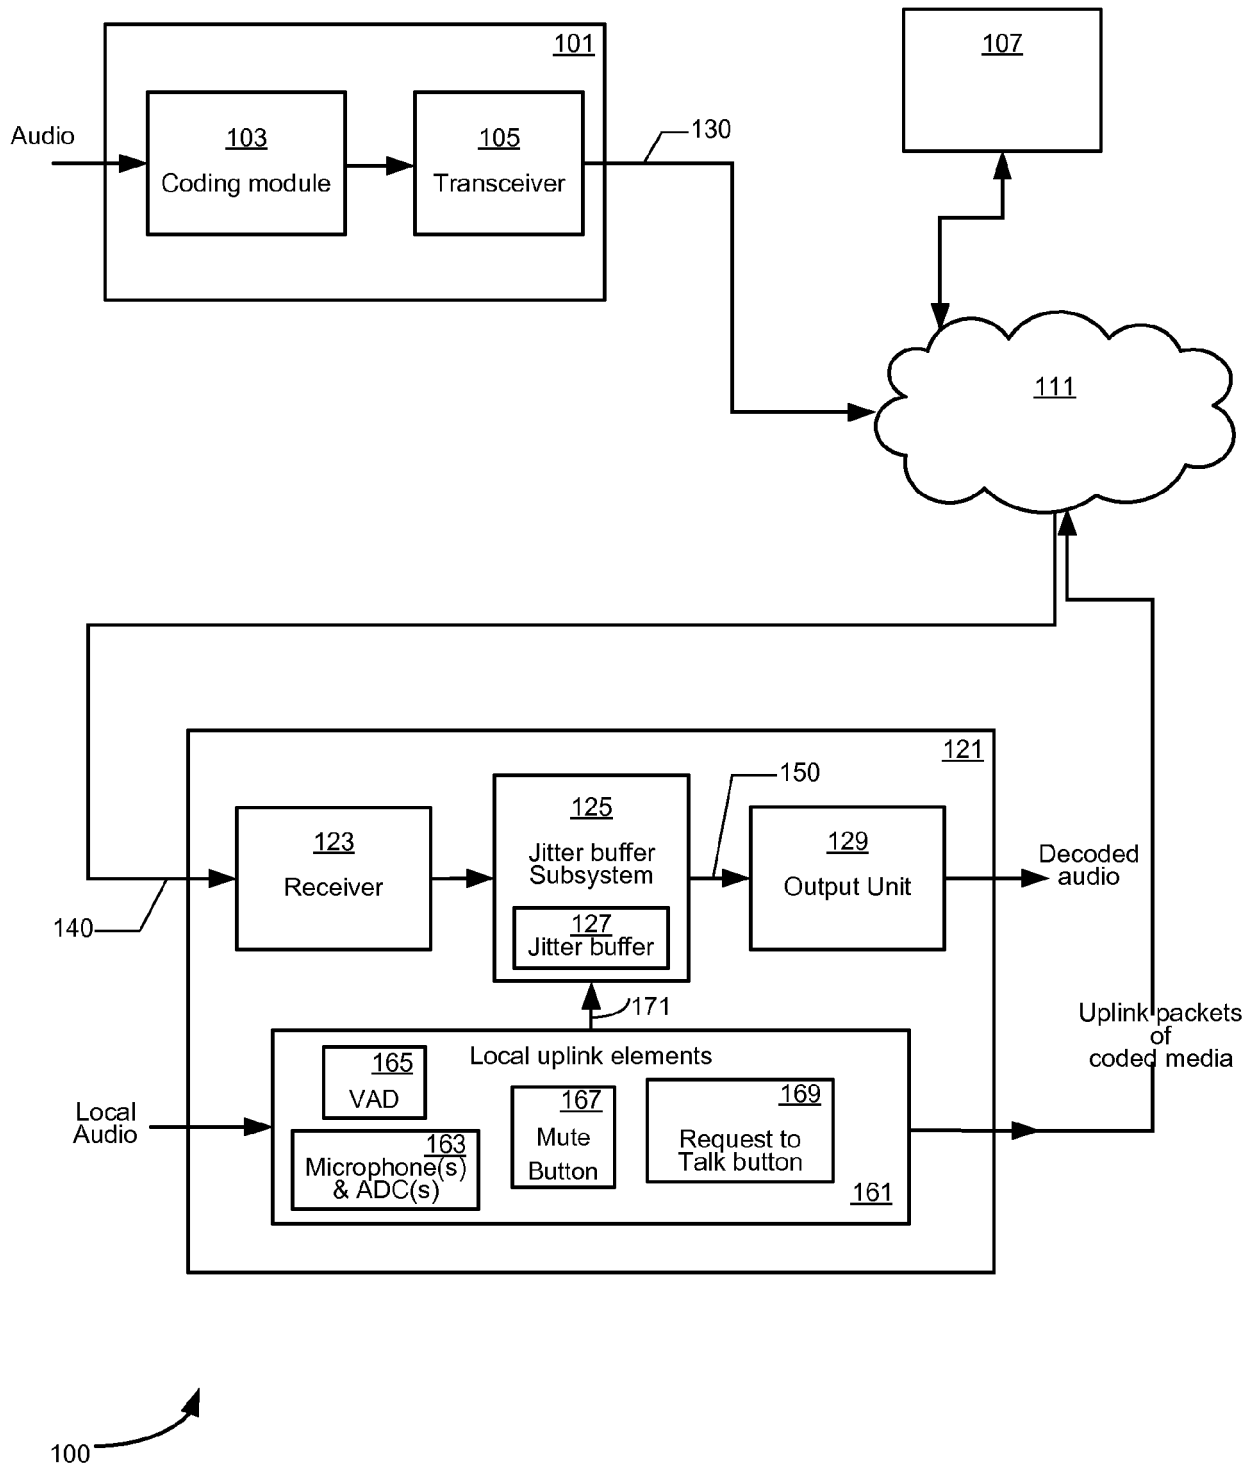 101
107
Audio
103
Coding module
105
Transceiver
130
111
121
150
123
Receiver
125
Jitter buffer
Subsystem
127
Jitter buffer
129
Output Unit
Decoded
audio
140
171
Local uplink elements
165
VAD
163
Microphone(s)
& ADC(s)
167
Mute
Button
169
Request to
Talk button
161
Local
Audio
Uplink packets
of
coded media
100